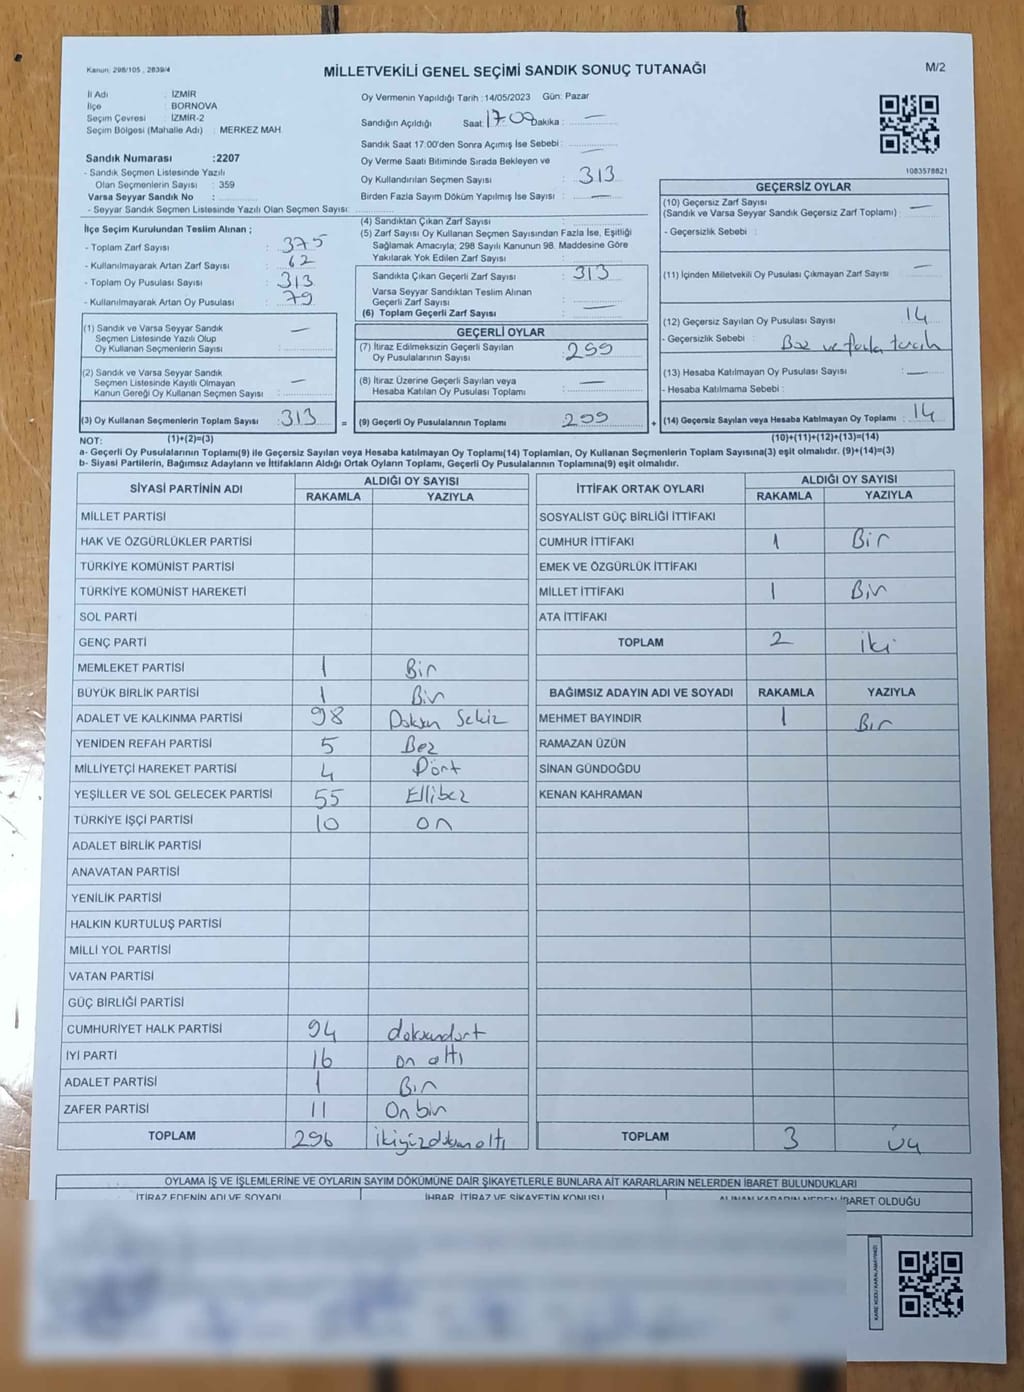 Kanun: 298/105 , 2839/4
MİLLETVEKİLİ GENEL SEÇİMİ SANDIK SONUÇ TUTANAĞI
M/2
İl Adı : İZMİR
İlçe : BORNOVA
Seçim Çevresi : İZMİR-2
Seçim Bölgesi (Mahalle Adı) : MERKEZ MAH.
Sandık Numarası :2207
- Sandık Seçmen Listesinde Yazılı
Olan Seçmenlerin Sayısı : 359
Varsa Seyyar Sandık No :
- Seyyar Sandık Seçmen Listesinde Yazılı Olan Seçmen Sayısı:
Oy Vermenin Yapıldığı Tarih :14/05/2023 Gün: Pazar
Sandığın Açıldığı Saat: 17:00 Dakika : —
Sandık Saat 17.00'den Sonra Açımış İse Sebebi : —
Oy Verme Saati Bitiminde Sırada Bekleyen ve
Oy Kullandırılan Seçmen Sayısı : 313
Birden Fazla Sayım Döküm Yapılmış İse Sayısı : —
1083578821
İlçe Seçim Kurulundan Teslim Alınan ;
- Toplam Zarf Sayısı : 375
- Kullanılmayarak Artan Zarf Sayısı : 62
- Toplam Oy Pusulası Sayısı : 313
- Kullanılmayarak Artan Oy Pusulası : 79
(4) Sandıktan Çıkan Zarf Sayısı :
(5) Zarf Sayısı Oy Kullanan Seçmen Sayısından Fazla İse, Eşitliği
Sağlamak Amacıyla; 298 Sayılı Kanunun 98. Maddesine Göre
Yakılarak Yok Edilen Zarf Sayısı :
Sandıkta Çıkan Geçerli Zarf Sayısı : 313
Varsa Seyyar Sandıktan Teslim Alınan
Geçerli Zarf Sayısı :
(6) Toplam Geçerli Zarf Sayısı : —
GEÇERSİZ OYLAR
(10) Geçersiz Zarf Sayısı
(Sandık ve Varsa Seyyar Sandık Geçersiz Zarf Toplamı) : —
- Geçersizlik Sebebi :
(11) İçinden Milletvekili Oy Pusulası Çıkmayan Zarf Sayısı : —
(12) Geçersiz Sayılan Oy Pusulası Sayısı : 14
- Geçersizlik Sebebi : Boş ve fazla tercih
(13) Hesaba Katılmayan Oy Pusulası Sayısı : —
- Hesaba Katılmama Sebebi :
(14) Geçersiz Sayılan veya Hesaba Katılmayan Oy Toplamı : 14
(1) Sandık ve Varsa Seyyar Sandık —
Seçmen Listesinde Yazılı Olup
Oy Kullanan Seçmenlerin Sayısı :
(2) Sandık ve Varsa Seyyar Sandık
Seçmen Listesinde Kayıtlı Olmayan —
Kanun Gereği Oy Kullanan Seçmen Sayısı :
(3) Oy Kullanan Seçmenlerin Toplam Sayısı : 313
GEÇERLİ OYLAR
(7) İtiraz Edilmeksizin Geçerli Sayılan
Oy Pusulalarının Sayısı : 299
(8) İtiraz Üzerine Geçerli Sayılan veya
Hesaba Katılan Oy Pusulası Toplamı : —
= (9) Geçerli Oy Pusulalarının Toplamı : 299 +
NOT: (1)+(2)=(3)
(10)+(11)+(12)+(13)=(14)
a- Geçerli Oy Pusulalarının Toplamı(9) ile Geçersiz Sayılan veya Hesaba katılmayan Oy Toplamı(14) Toplamları, Oy Kullanan Seçmenlerin Toplam Sayısına(3) eşit olmalıdır. (9)+(14)=(3)
b- Siyasi Partilerin, Bağımsız Adayların ve İttifakların Aldığı Ortak Oyların Toplamı, Geçerli Oy Pusulalarının Toplamına(9) eşit olmalıdır.
SİYASİ PARTİNİN ADI
ALDIĞI OY SAYISI
RAKAMLA YAZIYLA
MİLLET PARTİSİ
HAK VE ÖZGÜRLÜKLER PARTİSİ
TÜRKİYE KOMÜNİST PARTİSİ
TÜRKİYE KOMÜNİST HAREKETİ
SOL PARTİ
GENÇ PARTİ
MEMLEKET PARTİSİ 1 Bir
BÜYÜK BİRLİK PARTİSİ 1 Bir
ADALET VE KALKINMA PARTİSİ 98 Doksan Sekiz
YENİDEN REFAH PARTİSİ 5 Beş
MİLLİYETÇİ HAREKET PARTİSİ 4 Dört
YEŞİLLER VE SOL GELECEK PARTİSİ 55 Ellibeş
TÜRKİYE İŞÇİ PARTİSİ 10 on
ADALET BİRLİK PARTİSİ
ANAVATAN PARTİSİ
YENİLİK PARTİSİ
HALKIN KURTULUŞ PARTİSİ
MİLLİ YOL PARTİSİ
VATAN PARTİSİ
GÜÇ BİRLİĞİ PARTİSİ
CUMHURİYET HALK PARTİSİ 94 doksandört
İYİ PARTİ 16 on altı
ADALET PARTİSİ 1 Bir
ZAFER PARTİSİ 11 On bir
TOPLAM 296 ikiyüzdoksanaltı
İTTİFAK ORTAK OYLARI
ALDIĞI OY SAYISI
RAKAMLA YAZIYLA
SOSYALİST GÜÇ BİRLİĞİ İTTİFAKI
CUMHUR İTTİFAKI 1 Bir
EMEK VE ÖZGÜRLÜK İTTİFAKI
MİLLET İTTİFAKI 1 Bir
ATA İTTİFAKI
TOPLAM 2 iki
BAĞIMSIZ ADAYIN ADI VE SOYADI RAKAMLA YAZIYLA
MEHMET BAYINDIR 1 Bir
RAMAZAN ÜZÜN
SİNAN GÜNDOĞDU
KENAN KAHRAMAN
TOPLAM 3 üç
OYLAMA İŞ VE İŞLEMLERİNE VE OYLARIN SAYIM DÖKÜMÜNE DAİR ŞİKAYETLERLE BUNLARA AİT KARARLARIN NELERDEN İBARET BULUNDUKLARI
İTİRAZ EDENİN ADI VE SOYADI
İHBAR, İTİRAZ VE ŞİKAYETİN KONUSU
ALINAN KARARIN NEDEN İBARET OLDUĞU
KARE KODU KARALAMAYINIZ!